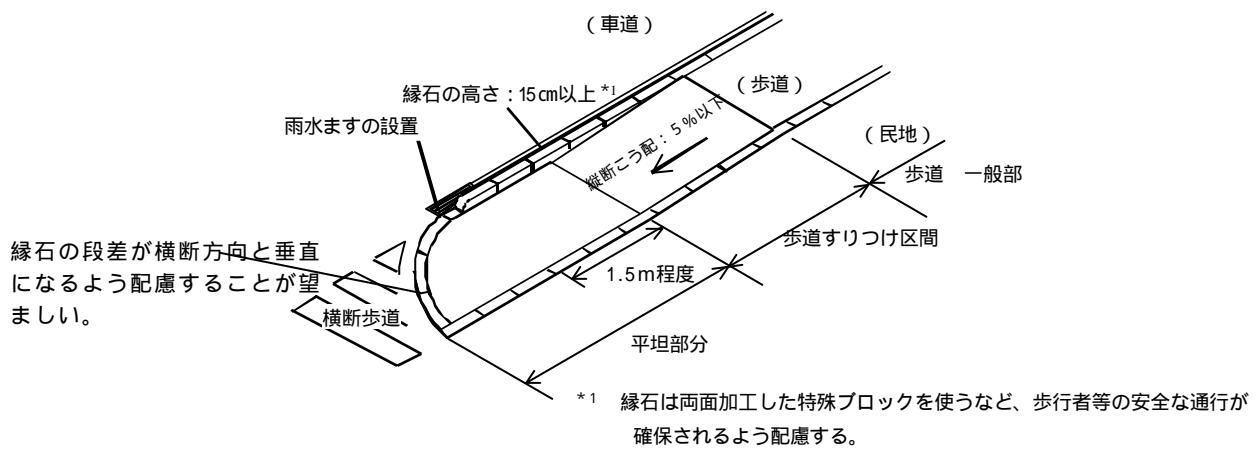 (車道)
縁石の高さ：15㎝以上 *1
(歩道)
雨水ますの設置
縦断こう配：5％以下
(民地)
歩道　一般部
縁石の段差が横断方向と垂直
になるよう配慮することが望
ましい。
歩道すりつけ区間
1.5ｍ程度
横断歩道
平坦部分
*1　縁石は両面加工した特殊ブロックを使うなど、歩行者等の安全な通行が
確保されるよう配慮する。